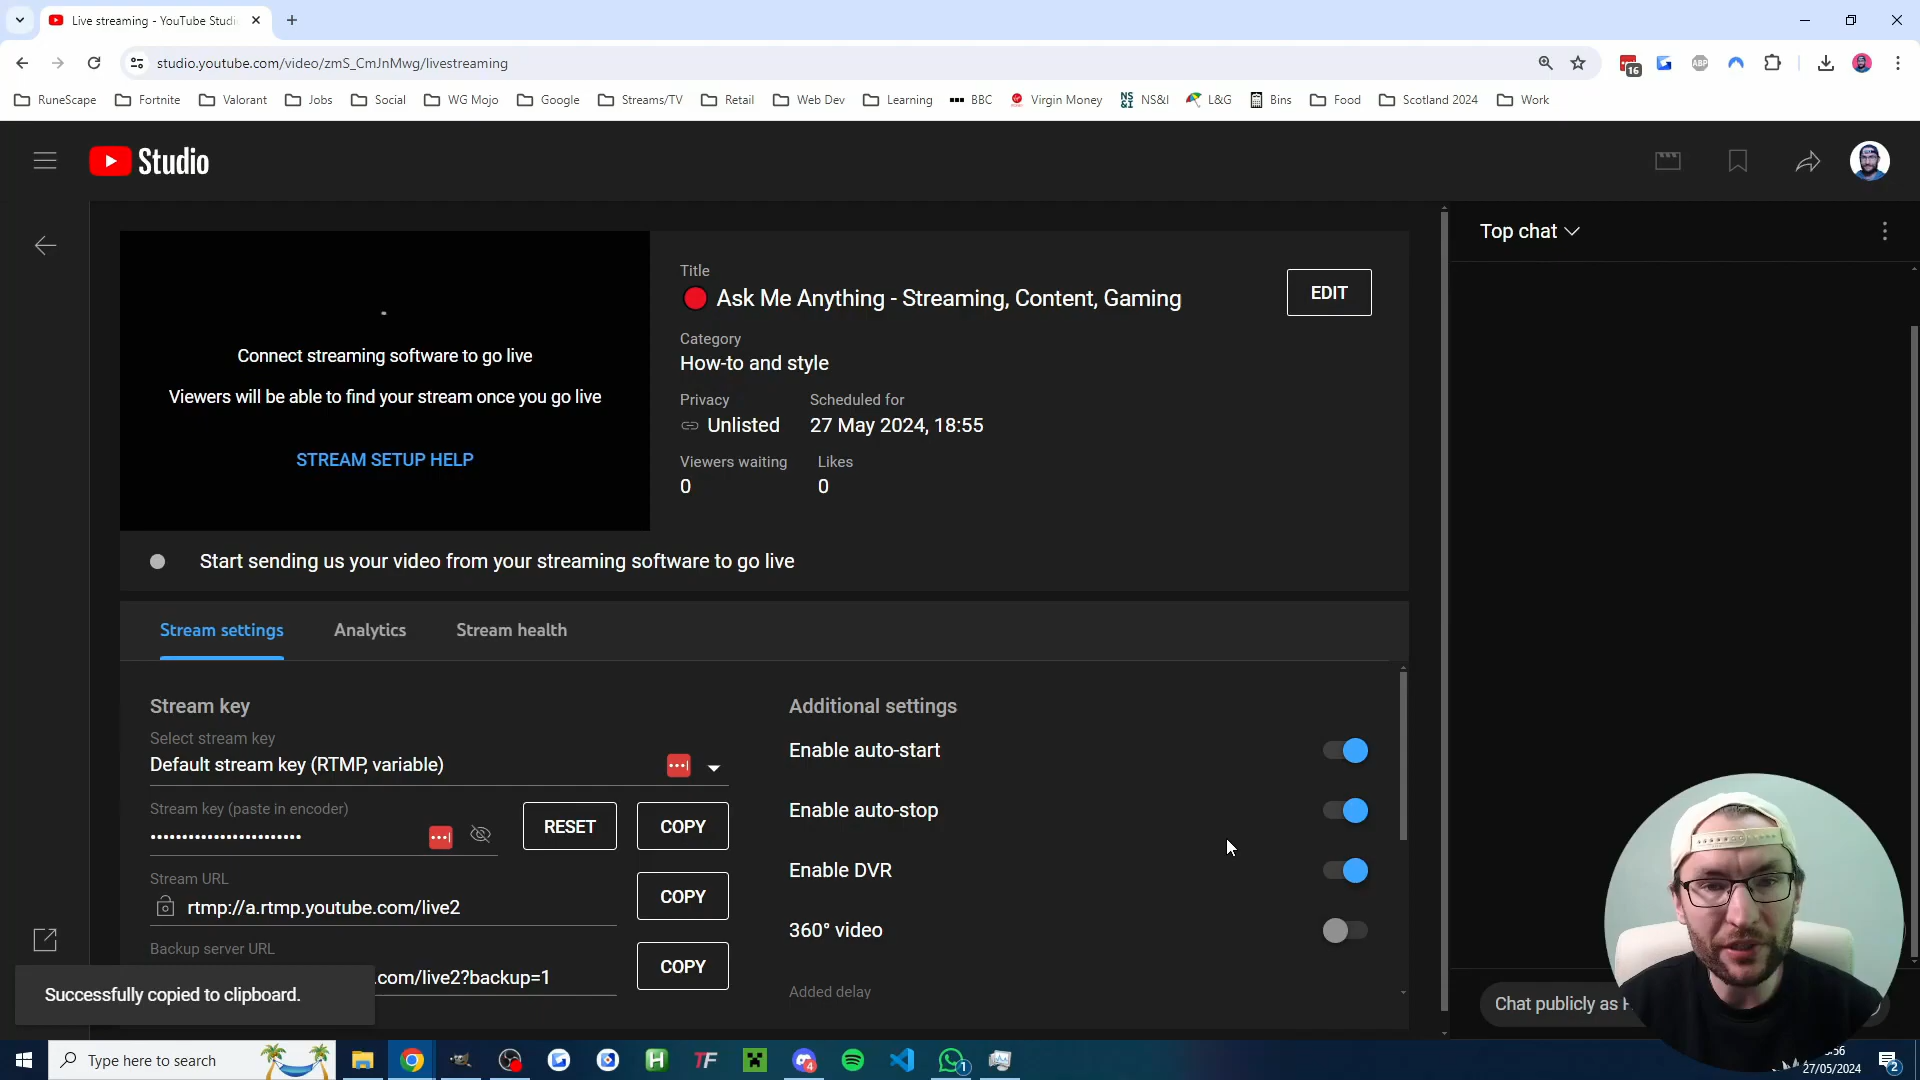 Live streaming - YouTube Studi
studio.youtube.com/video/zmS_CmJnMwg/livestreaming
16
ABP
RuneScape
Fortnite
Valorant
Jobs
Social
WG Mojo
Google
Streams/TV
Retail
Web Dev
Learning
BBC
Virgin Money
NS&I
NS&I
L&G
Bins
Food
Scotland 2024
Work
Studio
Top chat
Title
Ask Me Anything - Streaming, Content, Gaming
EDIT
Connect streaming software to go live
Viewers will be able to find your stream once you go live
STREAM SETUP HELP
Category
How-to and style
Privacy
Scheduled for
Unlisted
27 May 2024, 18:55
Viewers waiting
Likes
0
0
Start sending us your video from your streaming software to go live
Stream settings
Analytics
Stream health
Stream key
Select stream key
Default stream key (RTMP, variable)
Stream key (paste in encoder)
RESET
COPY
Stream URL
rtmp://a.rtmp.youtube.com/live2
COPY
Backup server URL
.com/live2?backup=1
COPY
Additional settings
Enable auto-start
Enable auto-stop
Enable DVR
360° video
Added delay
Successfully copied to clipboard.
Chat publicly as
Type here to search
H
TF
4
1
:56
27/05/2024
2